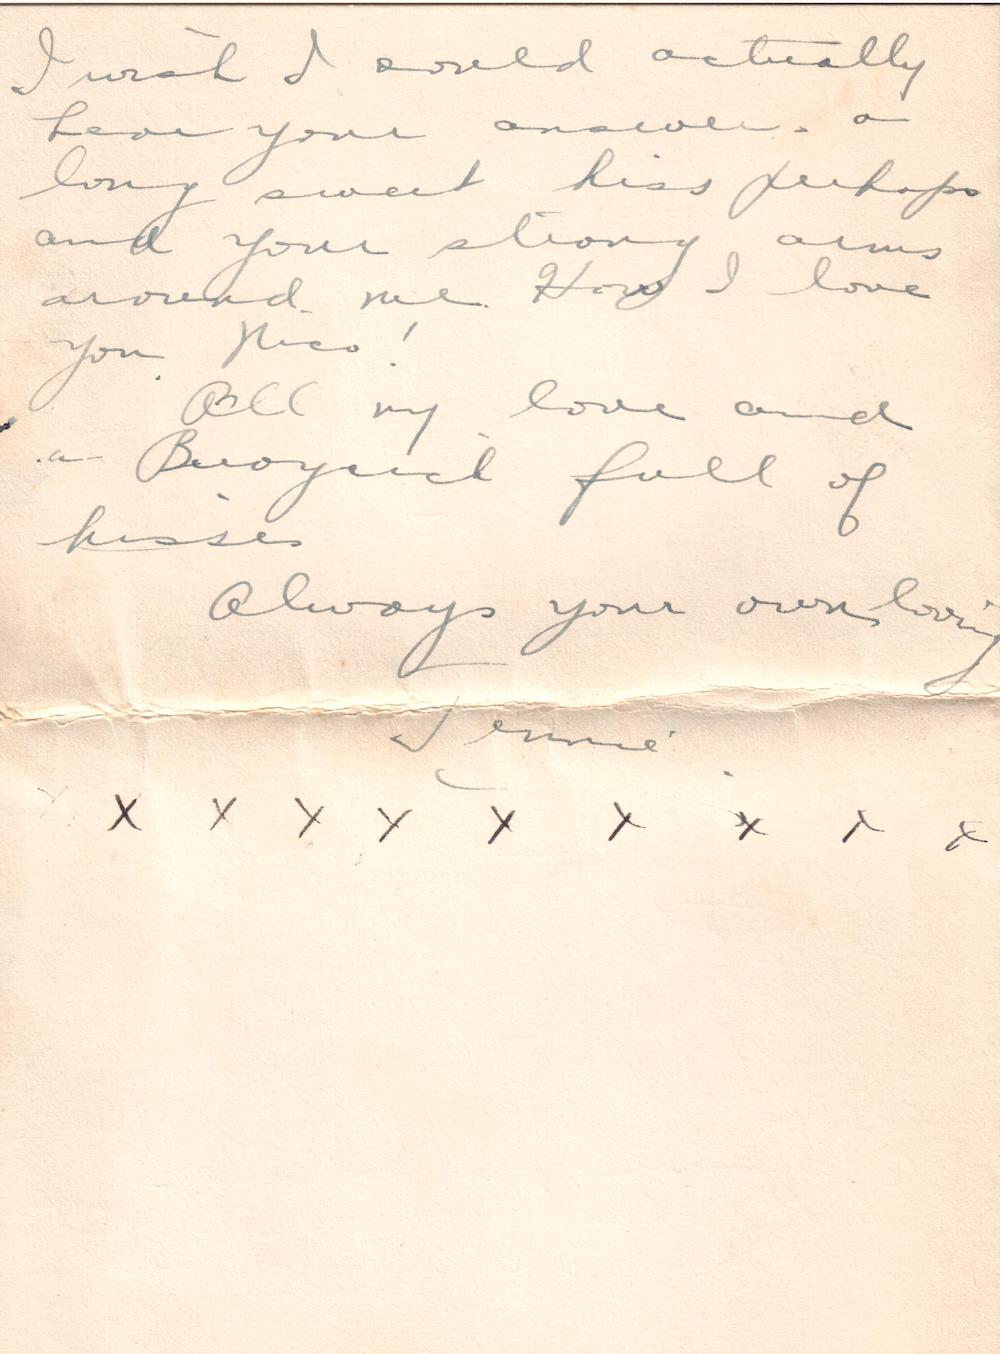 I wish I could actually
hear your answer. a
long sweet kiss perhaps
and your strong arms
around me. How I love
you Nico!
All my love and
a full of
kisses
Always your own loving
Jennie
X X X X X X X X X